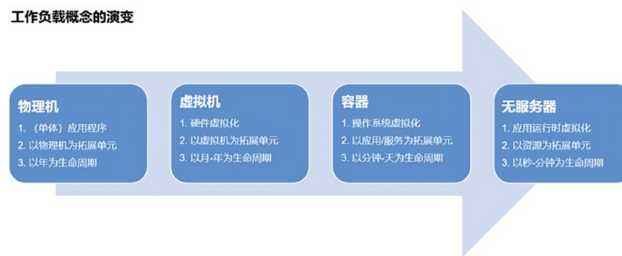 工作负载概念的演变
物理机
1. （单体）应用程序
2. 以物理机为拓展单元
3. 以年为生命周期
虚拟机
1. 硬件虚拟化
2. 以虚拟机为拓展单元
3. 以月-年为生命周期
容器
1. 操作系统虚拟化
2. 以应用/服务为拓展单元
3. 以分钟-天为生命周期
无服务器
1. 应用运行时虚拟化
2. 以资源为拓展单元
3. 以秒-分钟为生命周期